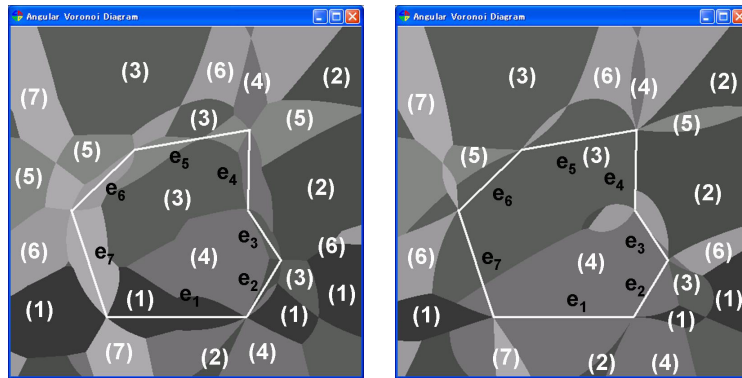 Angular Voronoi Diagram
(3)
(6)
(4)
(2)
(7)
(3)
(5)
(5)
(5)
e5
e4
(3)
e6
(2)
e3
(4)
(6)
e7
(6)
e2
(3)
(1)
(1)
(1)
e1
(1)
(7)
(2)
(4)
Angular Voronoi Diagram
(3)
(6)
(4)
(2)
(7)
(5)
(5)
e5
(3)
e4
e6
(2)
e3
(6)
(6)
e7
(4)
e2
(3)
(1)
e1
(1)
(1)
(7)
(2)
(4)